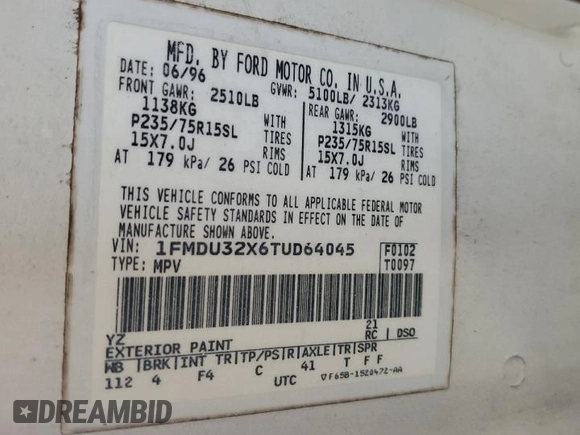 MFD. BY FORD MOTOR CO. IN U.S.A.
DATE: 06/96 GVWR: 5100LB/ 2313KG
FRONT GAWR: 2510LB REAR GAWR: 2900LB
1138KG WITH 1315KG WITH
P235/75R15SL TIRES P235/75R15SL TIRES
15X7.0J RIMS 15X7.0J RIMS
AT 179 kPa/ 26 PSI COLD AT 179 kPa/ 26 PSI COLD
THIS VEHICLE CONFORMS TO ALL APPLICABLE FEDERAL MOTOR
VEHICLE SAFETY STANDARDS IN EFFECT ON THE DATE OF
MANUFACTURE SHOWN ABOVE.
VIN: 1FMDU32X6TUD64045 F0102
TYPE: MPV T0097
YZ 21
EXTERIOR PAINT RC | DSO
WB |BRK|INT TR|TP/PS|R|AXLE|TR|SPR
112 4 F4 C 41 T F F
UTC ▽F65B-1520472-AA
DREAMBID